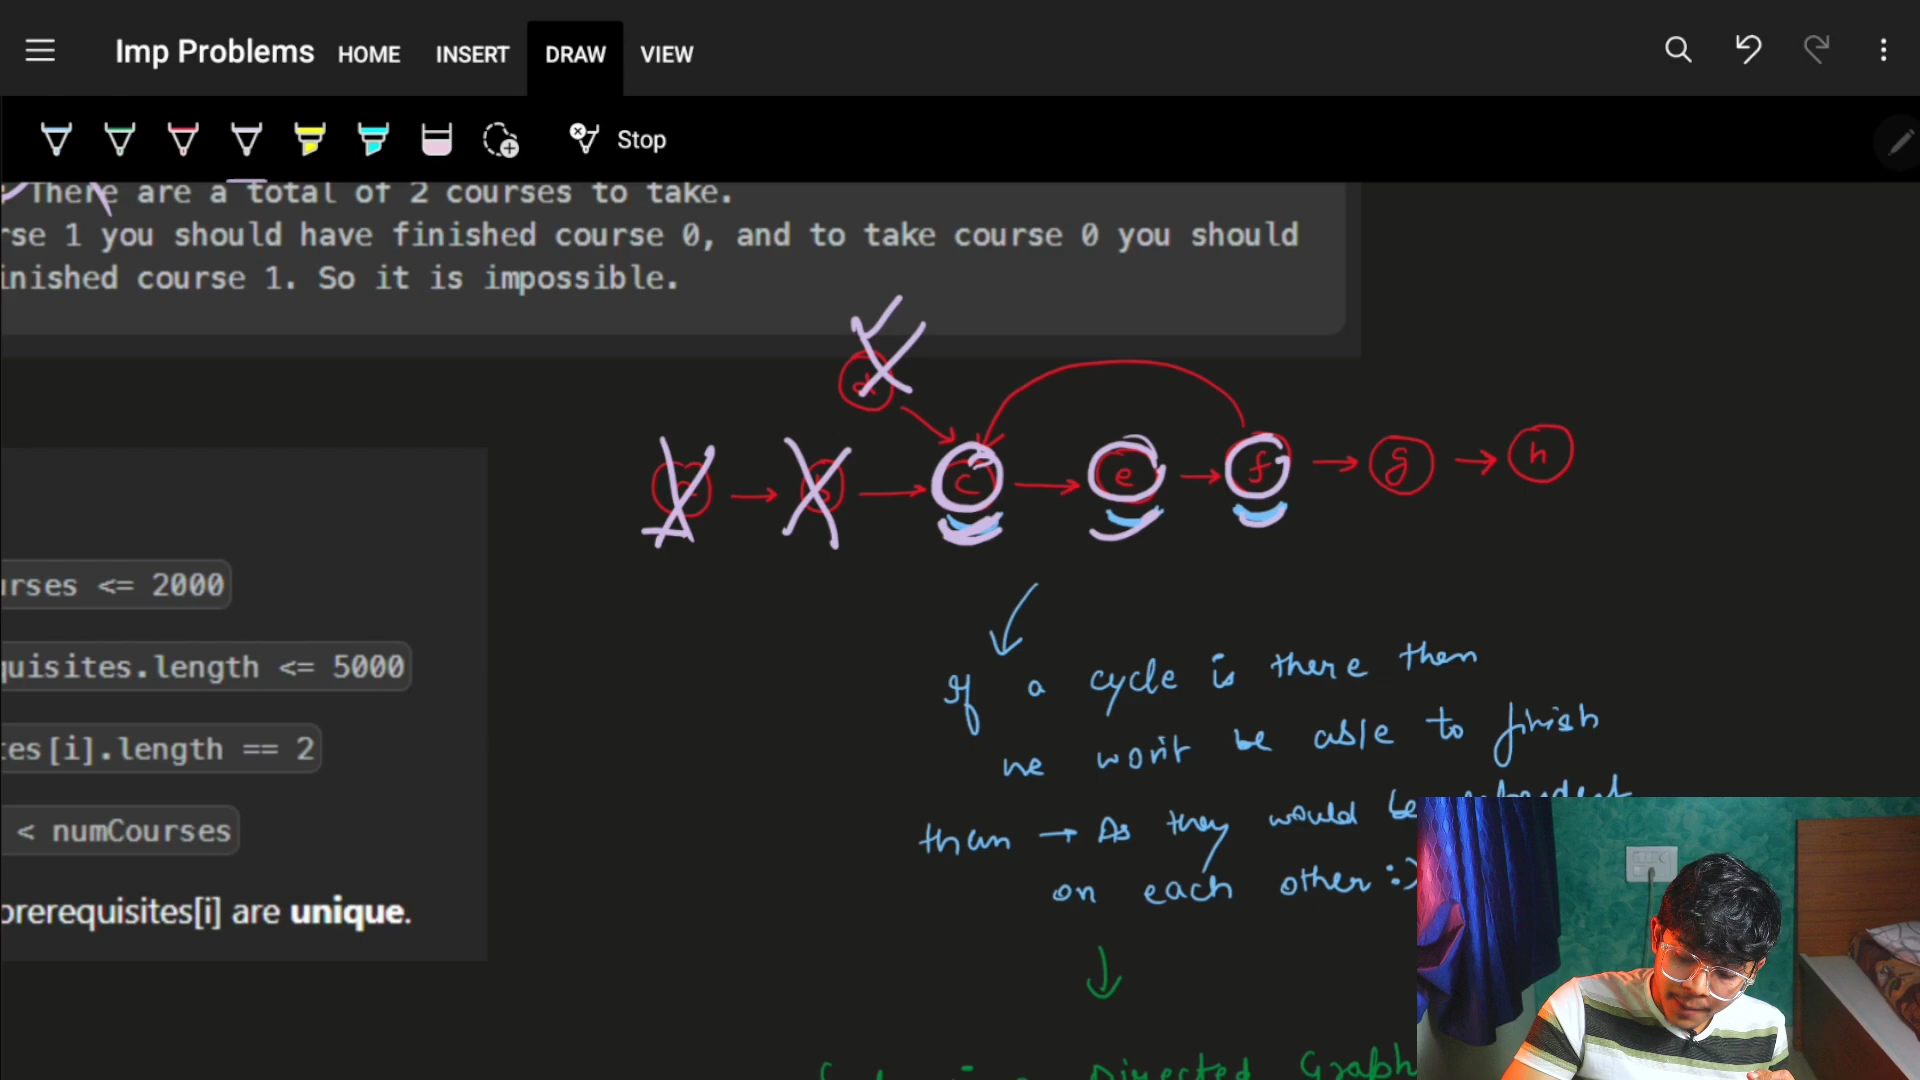 Imp Problems HOME INSERT DRAW VIEW
Stop
There are a total of 2 courses to take.
rse 1 you should have finished course 0, and to take course 0 you should
inished course 1. So it is impossible.
d
a b c e f g h
urses <= 2000
quisites.length <= 5000
tes[i].length == 2
< numCourses
prerequisites[i] are unique.
If a cycle is there then
we won't be able to finish
them → As they would be
on each other :)
Directed Graph